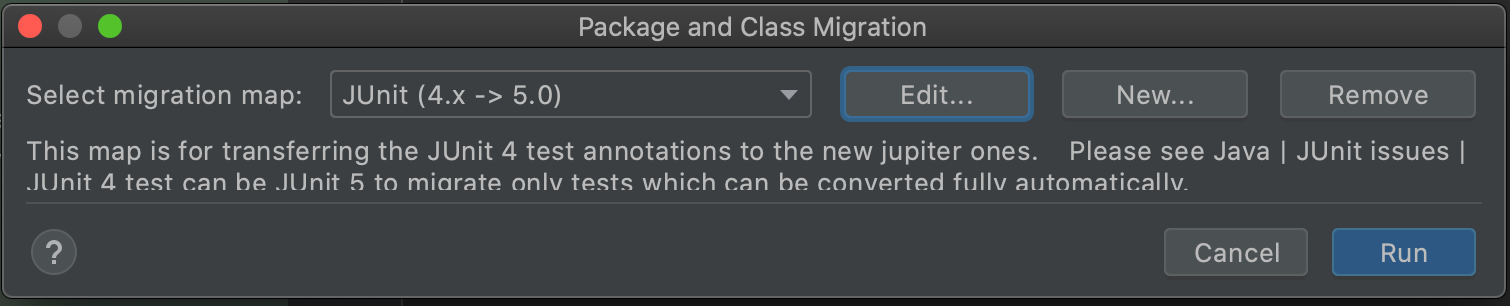 Package and Class Migration
Select migration map: JUnit (4.x -> 5.0) Edit... New... Remove
This map is for transferring the JUnit 4 test annotations to the new jupiter ones. Please see Java | JUnit issues |
JUnit 4 test can be JUnit 5 to migrate only tests which can be converted fully automatically.
? Cancel Run